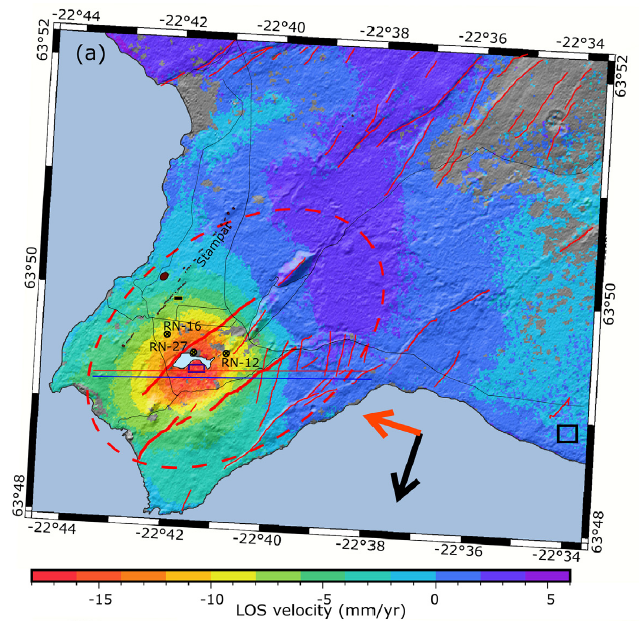 −22°44 −22°42 −22°40 −22°38 −22°36 −22°34
63°52 63°52
(a)
Stampar
63°50 63°50
RN-16
RN-27 RN-12
63°48 63°48
−22°44 −22°42 −22°40 −22°38 −22°36 −22°34
-15 -10 -5 0 5
LOS velocity (mm/yr)